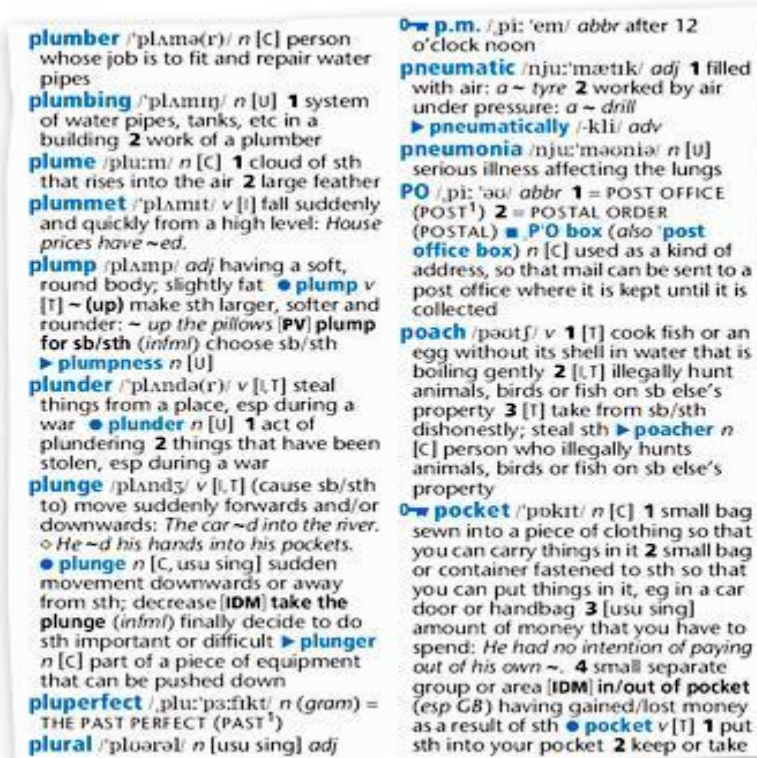 plumber /ˈplʌmə(r)/ n [C] person
whose job is to fit and repair water
pipes
plumbing /ˈplʌmɪŋ/ n [U] 1 system
of water pipes, tanks, etc in a
building 2 work of a plumber
plume /pluːm/ n [C] 1 cloud of sth
that rises into the air 2 large feather
plummet /ˈplʌmɪt/ v [I] fall suddenly
and quickly from a high level: House
prices have ~ed.
plump /plʌmp/ adj having a soft,
round body; slightly fat ● plump v
[T] ~ (up) make sth larger, softer and
rounder: ~ up the pillows [PV] plump
for sb/sth (infml) choose sb/sth
▶ plumpness n [U]
plunder /ˈplʌndə(r)/ v [I,T] steal
things from a place, esp during a
war ● plunder n [U] 1 act of
plundering 2 things that have been
stolen, esp during a war
plunge /plʌndʒ/ v [I,T] (cause sb/sth
to) move suddenly forwards and/or
downwards: The car ~d into the river.
◇ He ~d his hands into his pockets.
● plunge n [C, usu sing] sudden
movement downwards or away
from sth; decrease [IDM] take the
plunge (infml) finally decide to do
sth important or difficult ▶ plunger
n [C] part of a piece of equipment
that can be pushed down
pluperfect /ˌpluːˈpɜːfɪkt/ n (gram) =
THE PAST PERFECT (PAST¹)
plural /ˈplʊərəl/ n [usu sing] adj
p.m. /ˌpiː ˈem/ abbr after 12
o'clock noon
pneumatic /njuːˈmætɪk/ adj 1 filled
with air: a ~ tyre 2 worked by air
under pressure: a ~ drill
▶ pneumatically /-kli/ adv
pneumonia /njuːˈməʊniə/ n [U]
serious illness affecting the lungs
PO /ˌpiː ˈəʊ/ abbr 1 = POST OFFICE
(POST¹) 2 = POSTAL ORDER
(POSTAL) ■ PˈO box (also ˈpost
office box) n [C] used as a kind of
address, so that mail can be sent to a
post office where it is kept until it is
collected
poach /pəʊtʃ/ v 1 [T] cook fish or an
egg without its shell in water that is
boiling gently 2 [I,T] illegally hunt
animals, birds or fish on sb else's
property 3 [T] take from sb/sth
dishonestly; steal sth ▶ poacher n
[C] person who illegally hunts
animals, birds or fish on sb else's
property
pocket /ˈpɒkɪt/ n [C] 1 small bag
sewn into a piece of clothing so that
you can carry things in it 2 small bag
or container fastened to sth so that
you can put things in it, eg in a car
door or handbag 3 [usu sing]
amount of money that you have to
spend: He had no intention of paying
out of his own ~. 4 small separate
group or area [IDM] in/out of pocket
(esp GB) having gained/lost money
as a result of sth ● pocket v [T] 1 put
sth into your pocket 2 keep or take